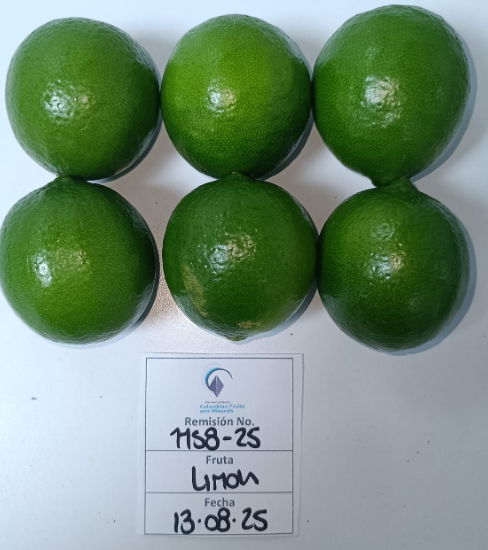 Colombian Fruits
and Minerals
Remisión No.
1158-25
Fruta
Limon
Fecha
13.08.25